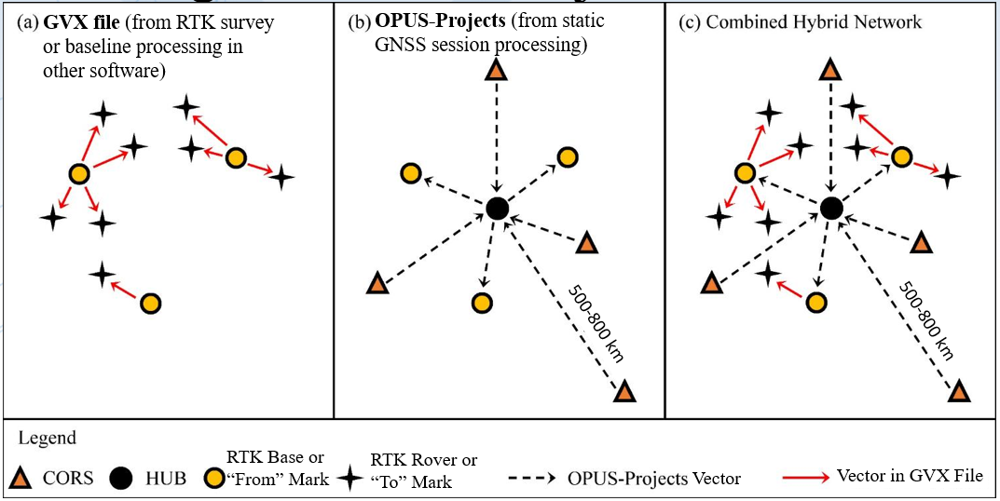 (a) GVX file (from RTK survey
or baseline processing in
other software)
(b) OPUS-Projects (from static
GNSS session processing)
500-800 km
(c) Combined Hybrid Network
500-800 km
Legend
CORS
HUB
RTK Base or
“From” Mark
RTK Rover or
“To” Mark
OPUS-Projects Vector
Vector in GVX File